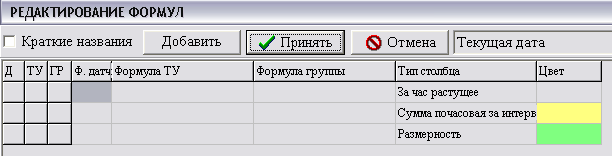 РЕДАКТИРОВАНИЕ ФОРМУЛ
Краткие названия Добавить Принять Отмена Текущая дата
Д ТУ ГР Ф. датч Формула ТУ Формула группы Тип столбца Цвет
За час растущее
Сумма почасовая за интерв
Размерность